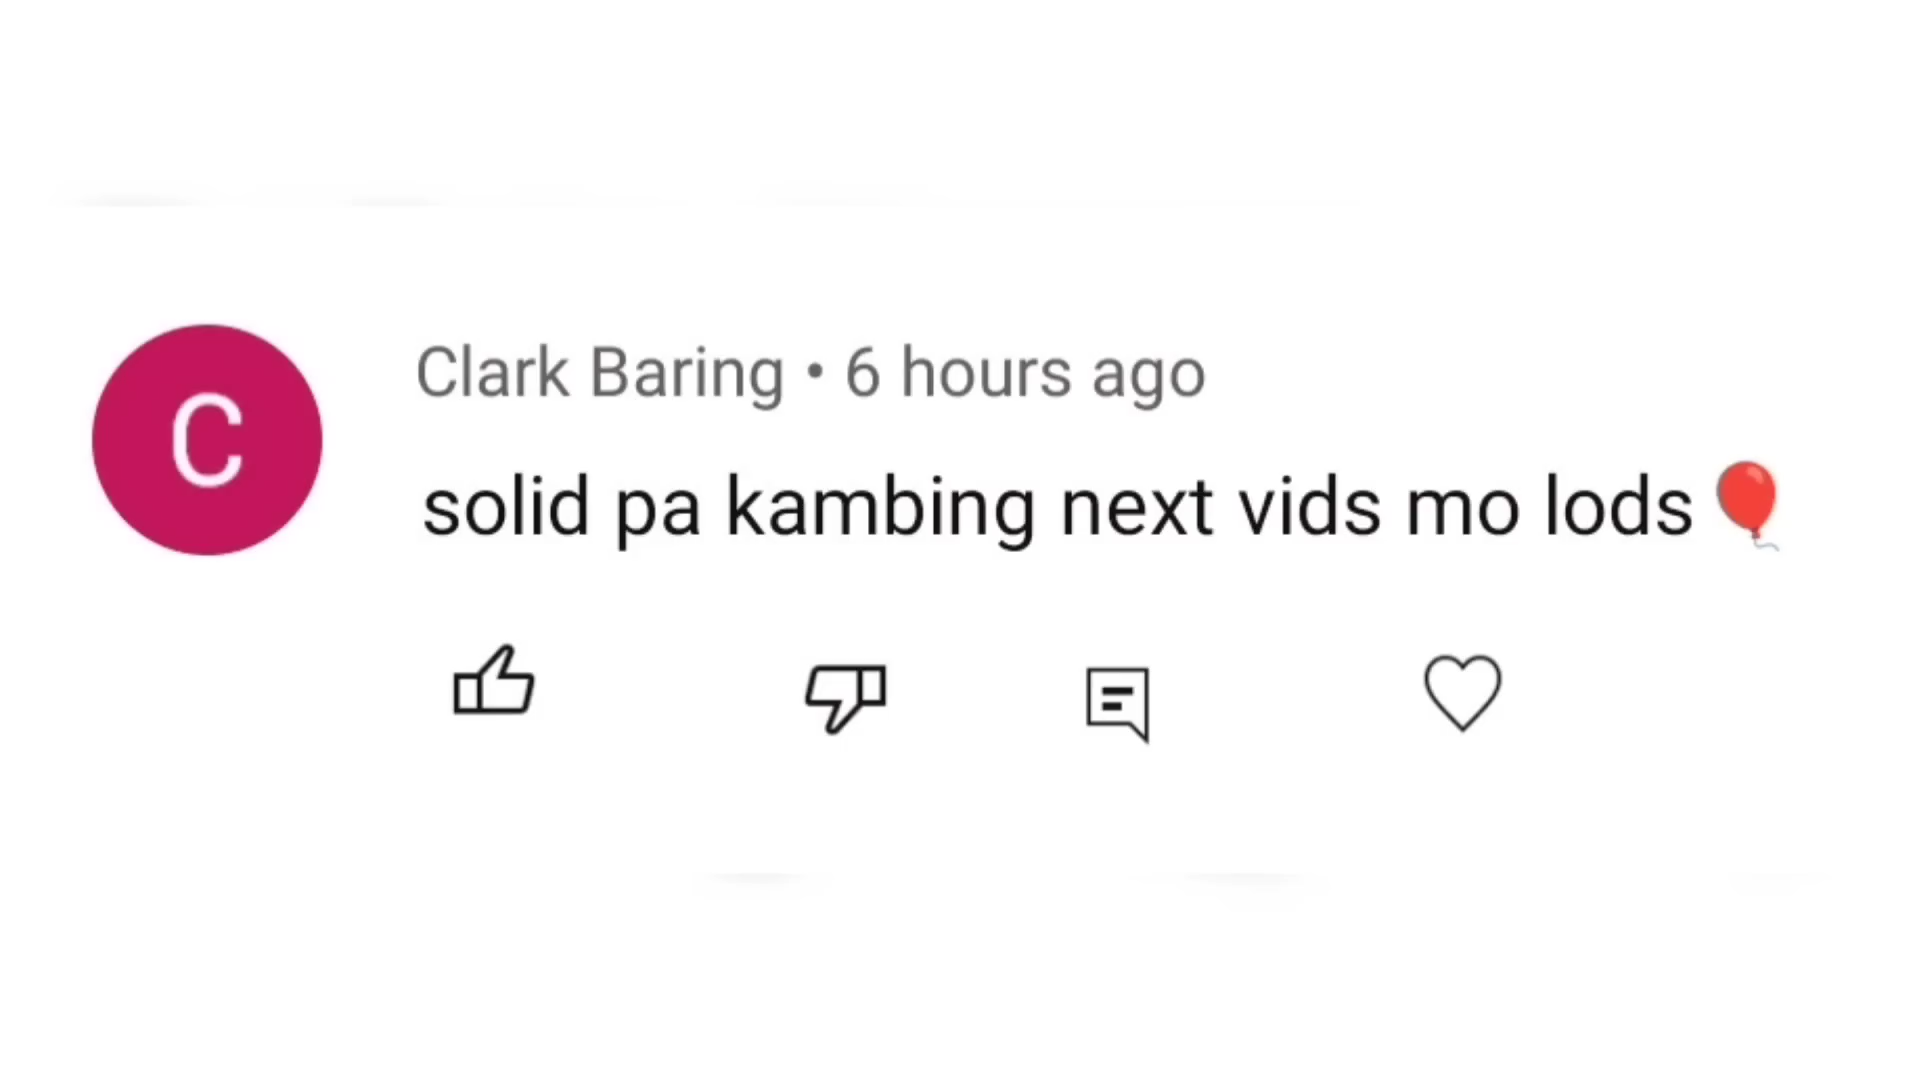 C
Clark Baring • 6 hours ago
solid pa kambing next vids mo lods🎈